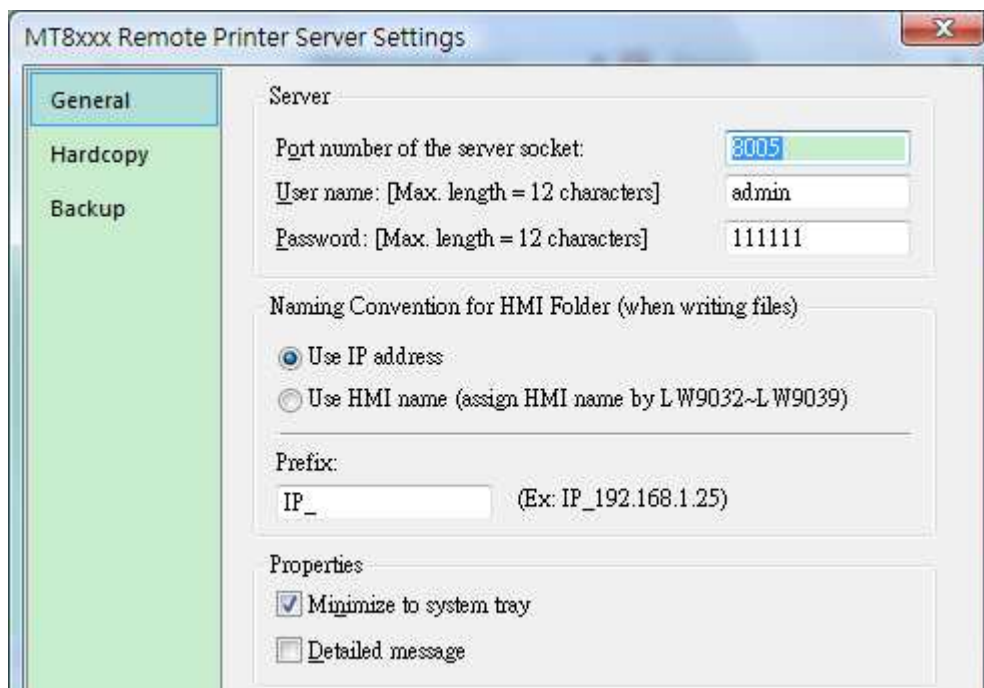 MT8xxx Remote Printer Server Settings
General
Hardcopy
Backup
Server
Port number of the server socket:
8005
User name: [Max. length = 12 characters]
admin
Password: [Max. length = 12 characters]
111111
Naming Convention for HMI Folder (when writing files)
Use IP address
Use HMI name (assign HMI name by LW9032~LW9039)
Prefix:
IP_
(Ex: IP_192.168.1.25)
Properties
Minimize to system tray
Detailed message